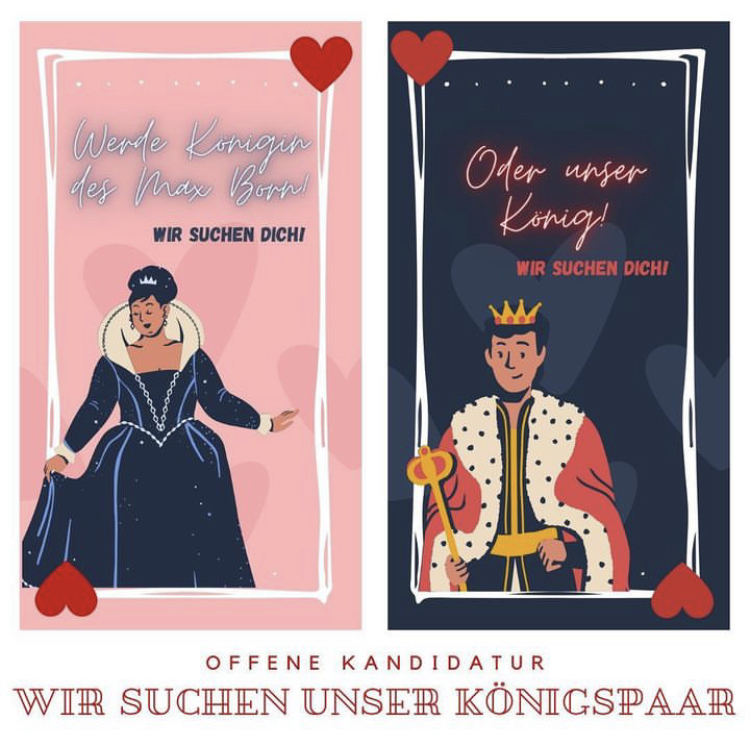 Werde Königin
des Max Born!
WIR SUCHEN DICH!
Oder unser
König!
WIR SUCHEN DICH!
OFFENE KANDIDATUR
WIR SUCHEN UNSER KÖNIGSPAAR